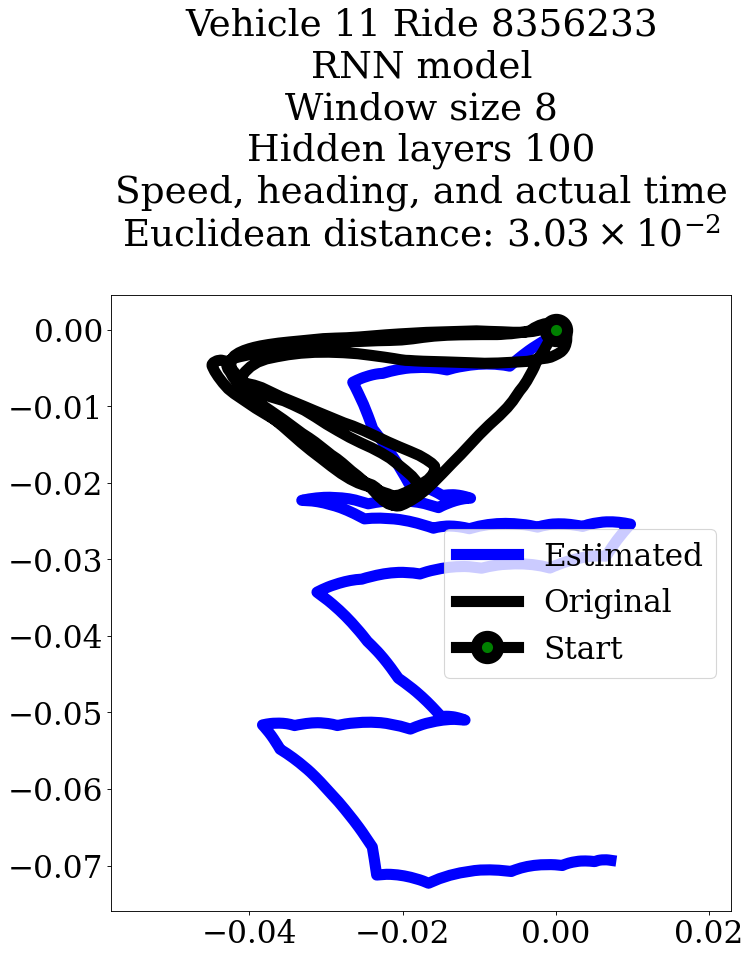 Vehicle 11 Ride 8356233
RNN model
Window size 8
Hidden layers 100
Speed, heading, and actual time
Euclidean distance: 3.03 × 10⁻²
0.00
−0.01
−0.02
−0.03
−0.04
−0.05
−0.06
−0.07
Estimated
Original
Start
−0.04 −0.02 0.00 0.02